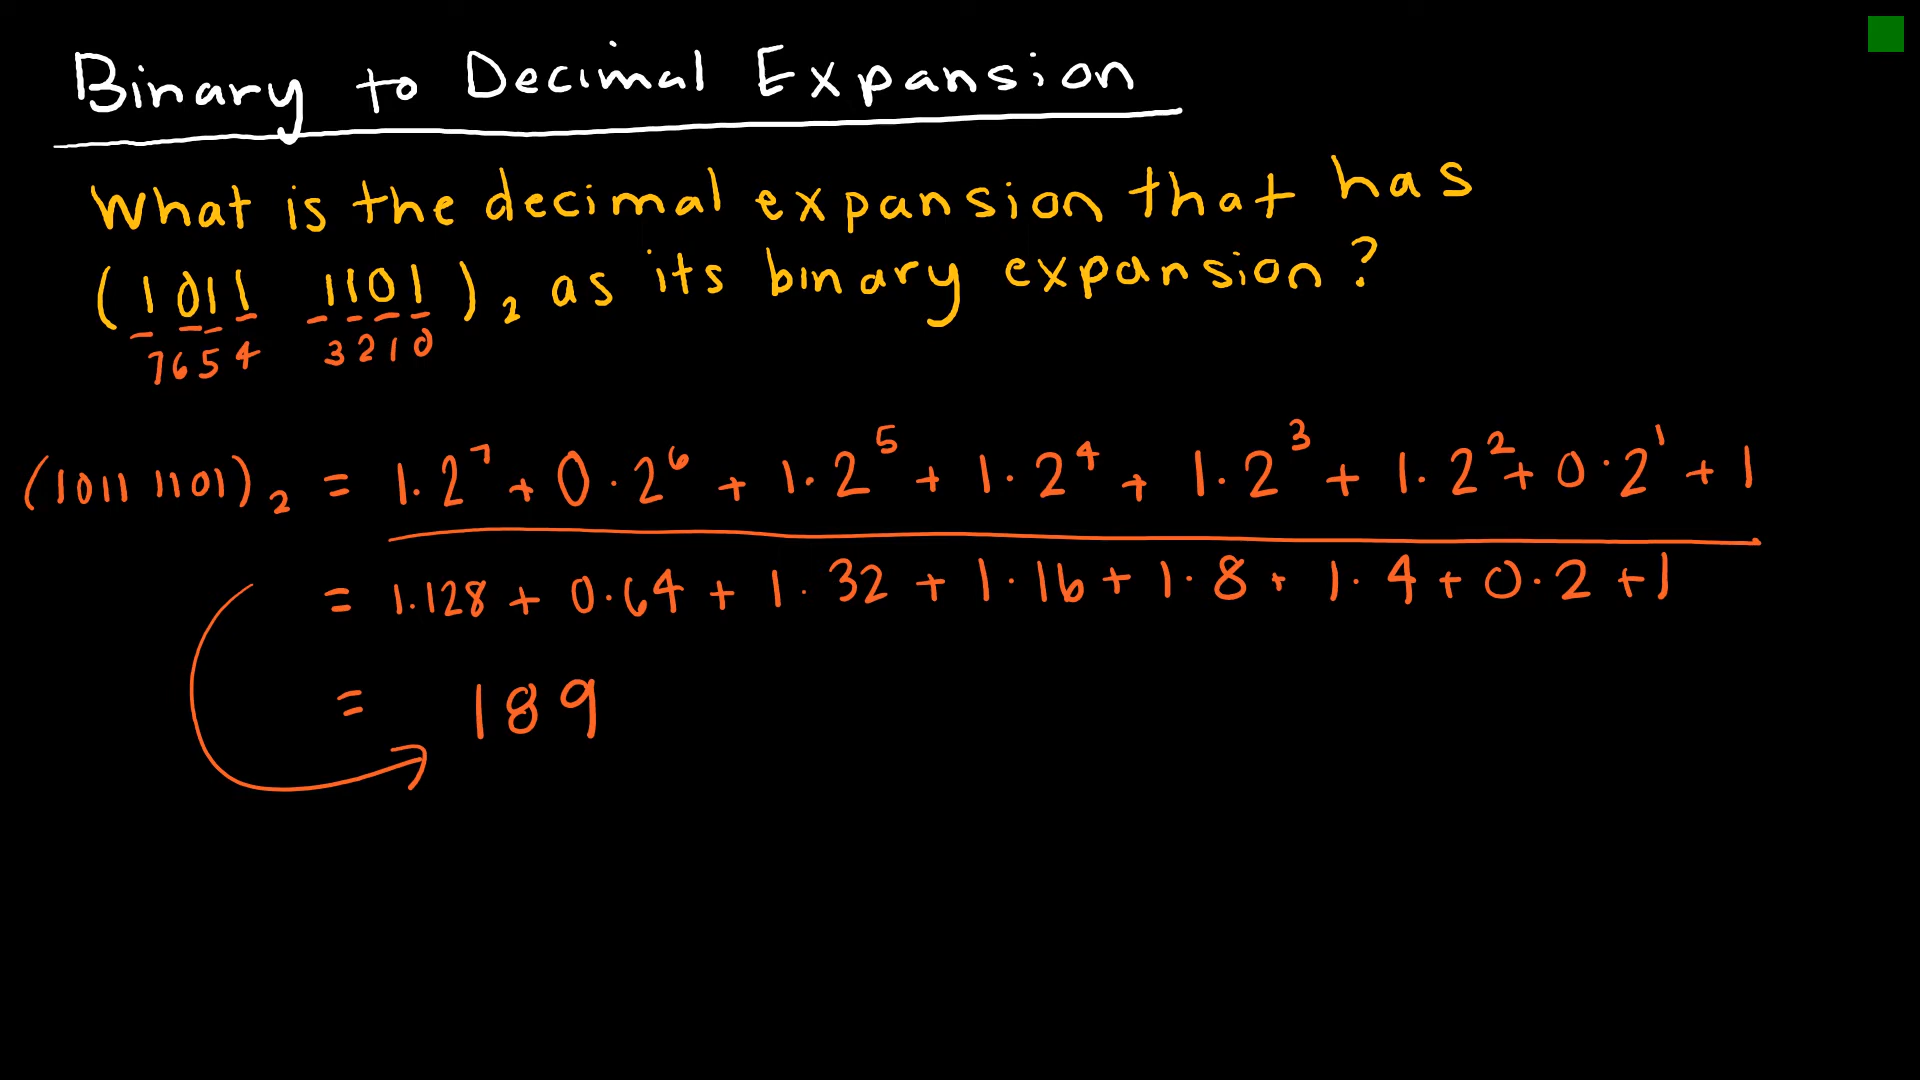 Binary to Decimal Expansion
What is the decimal expansion that has
(1011 1101)₂ as its binary expansion?
7654 3210
(1011 1101)₂ = 1·2⁷ + 0·2⁶ + 1·2⁵ + 1·2⁴ + 1·2³ + 1·2² + 0·2¹ + 1
= 1·128 + 0·64 + 1·32 + 1·16 + 1·8 + 1·4 + 0·2 + 1
= 189